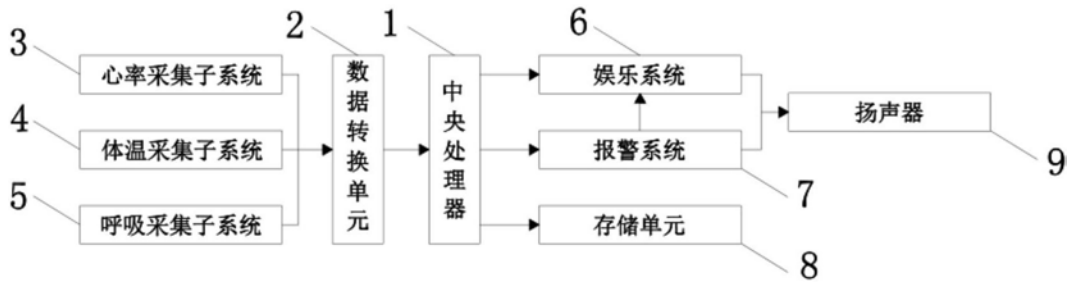 3
心率采集子系统
4
体温采集子系统
5
呼吸采集子系统
2
数据转换单元
1
中央处理器
6
娱乐系统
报警系统
7
存储单元
8
扬声器
9